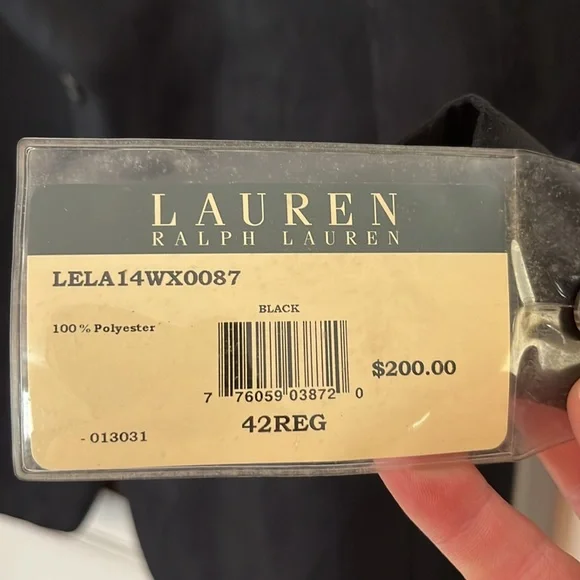 LAUREN
RALPH LAUREN
LELA14WX0087
BLACK
100% Polyester
$200.00
7 76059 03872 0
42REG
- 013031